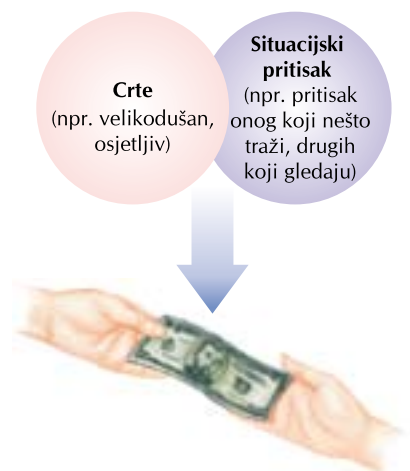 Crte
(npr. velikodušan,
osjetljiv)
Situacijski
pritisak
(npr. pritisak
onog koji nešto
traži, drugih
koji gledaju)